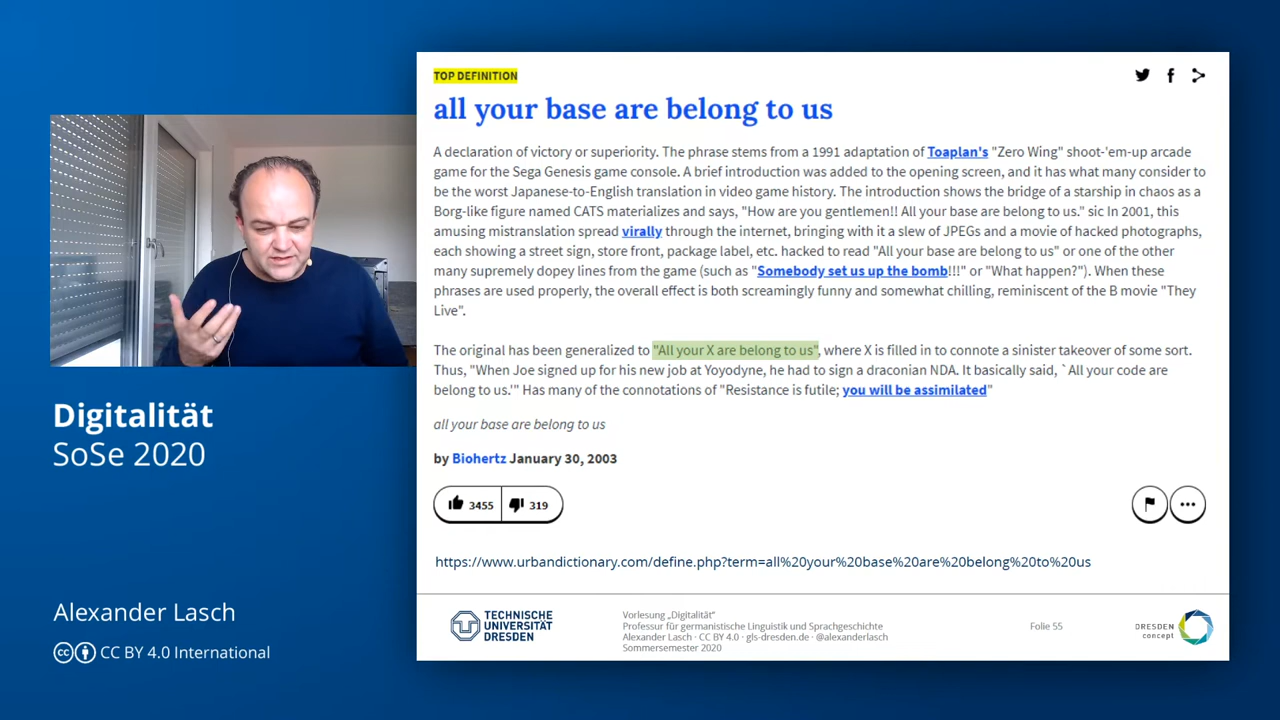 TOP DEFINITION
all your base are belong to us
A declaration of victory or superiority. The phrase stems from a 1991 adaptation of Toaplan's "Zero Wing" shoot-'em-up arcade
game for the Sega Genesis game console. A brief introduction was added to the opening screen, and it has what many consider to
be the worst Japanese-to-English translation in video game history. The introduction shows the bridge of a starship in chaos as a
Borg-like figure named CATS materializes and says, "How are you gentlemen!! All your base are belong to us." sic In 2001, this
amusing mistranslation spread virally through the internet, bringing with it a slew of JPEGs and a movie of hacked photographs,
each showing a street sign, store front, package label, etc. hacked to read "All your base are belong to us" or one of the other
many supremely dopey lines from the game (such as "Somebody set us up the bomb!!!" or "What happen?"). When these
phrases are used properly, the overall effect is both screamingly funny and somewhat chilling, reminiscent of the B movie "They
Live".
The original has been generalized to "All your X are belong to us", where X is filled in to connote a sinister takeover of some sort.
Thus, "When Joe signed up for his new job at Yoyodyne, he had to sign a draconian NDA. It basically said, `All your code are
belong to us.'" Has many of the connotations of "Resistance is futile; you will be assimilated"
all your base are belong to us
by Biohertz January 30, 2003
3455 319
https://www.urbandictionary.com/define.php?term=all%20your%20base%20are%20belong%20to%20us
Digitalität
SoSe 2020
Alexander Lasch
CC BY 4.0 International
TECHNISCHE
UNIVERSITÄT
DRESDEN
Vorlesung „Digitalität“
Professur für germanistische Linguistik und Sprachgeschichte
Alexander Lasch · CC BY 4.0 · gls-dresden.de · @alexanderlasch
Sommersemester 2020
Folie 55
DRESDEN
concept